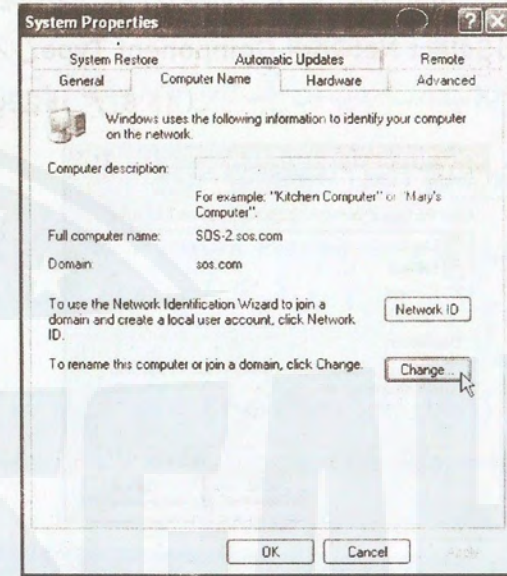 System Properties
System Restore Automatic Updates Remote
General Computer Name Hardware Advanced
Windows uses the following information to identify your computer
on the network.
Computer description:
For example: "Kitchen Computer" or "Mary's
Computer".
Full computer name: SOS-2.sos.com
Domain: sos.com
To use the Network Identification Wizard to join a
domain and create a local user account, click Network
ID.
Network ID
To rename this computer or join a domain, click Change.
Change...
OK Cancel Apply